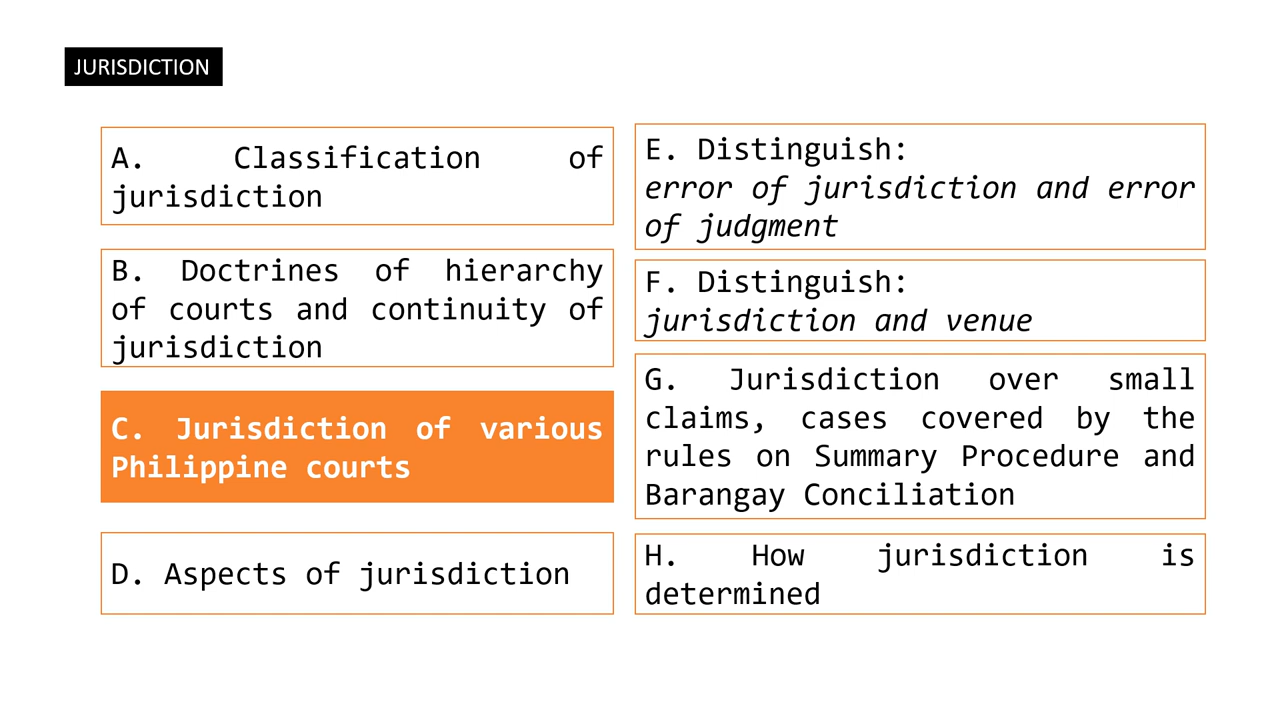 JURISDICTION
A. Classification of
jurisdiction
B. Doctrines of hierarchy
of courts and continuity of
jurisdiction
C. Jurisdiction of various
Philippine courts
D. Aspects of jurisdiction
E. Distinguish:
error of jurisdiction and error
of judgment
F. Distinguish:
jurisdiction and venue
G. Jurisdiction over small
claims, cases covered by the
rules on Summary Procedure and
Barangay Conciliation
H. How jurisdiction is
determined